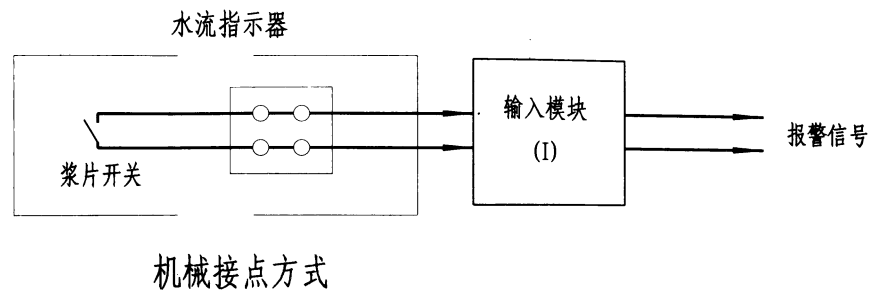 水流指示器
输入模块
(I)
报警信号
浆片开关
机械接点方式